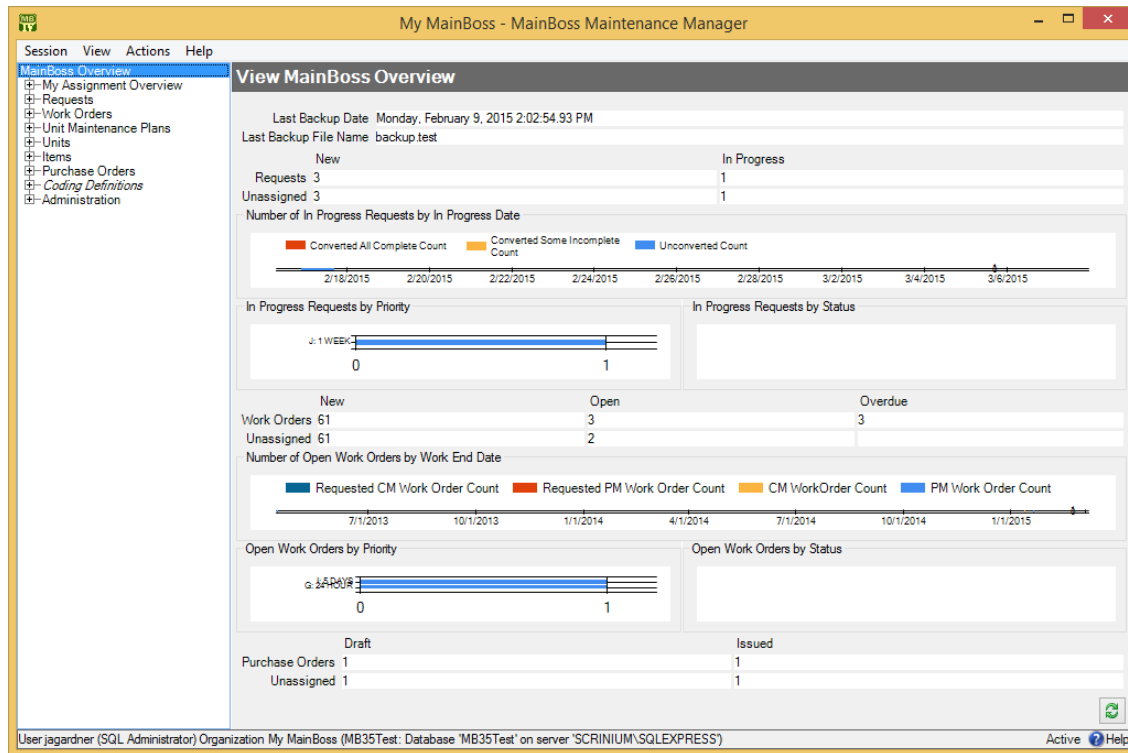 MB
My MainBoss - MainBoss Maintenance Manager
Session View Actions Help
MainBoss Overview
My Assignment Overview
Requests
Work Orders
Unit Maintenance Plans
Units
Items
Purchase Orders
Coding Definitions
Administration
View MainBoss Overview
Last Backup Date Monday, February 9, 2015 2:02:54.93 PM
Last Backup File Name backup.test
New In Progress
Requests 3 1
Unassigned 3 1
Number of In Progress Requests by In Progress Date
Converted All Complete Count Converted Some Incomplete Count Unconverted Count
2/18/2015 2/20/2015 2/22/2015 2/24/2015 2/26/2015 2/28/2015 3/2/2015 3/4/2015 3/6/2015
In Progress Requests by Priority In Progress Requests by Status
J: 1 WEEK
0 1
New Open Overdue
Work Orders 61 3 3
Unassigned 61 2
Number of Open Work Orders by Work End Date
Requested CM Work Order Count Requested PM Work Order Count CM WorkOrder Count PM Work Order Count
7/1/2013 10/1/2013 1/1/2014 4/1/2014 7/1/2014 10/1/2014 1/1/2015
Open Work Orders by Priority Open Work Orders by Status
5 DAYS
G: 24 HOUR
0 1
Draft Issued
Purchase Orders 1 1
Unassigned 1 1
User jagardner (SQL Administrator) Organization My MainBoss (MB35Test: Database 'MB35Test' on server 'SCRINIUM\SQLEXPRESS') Active Help